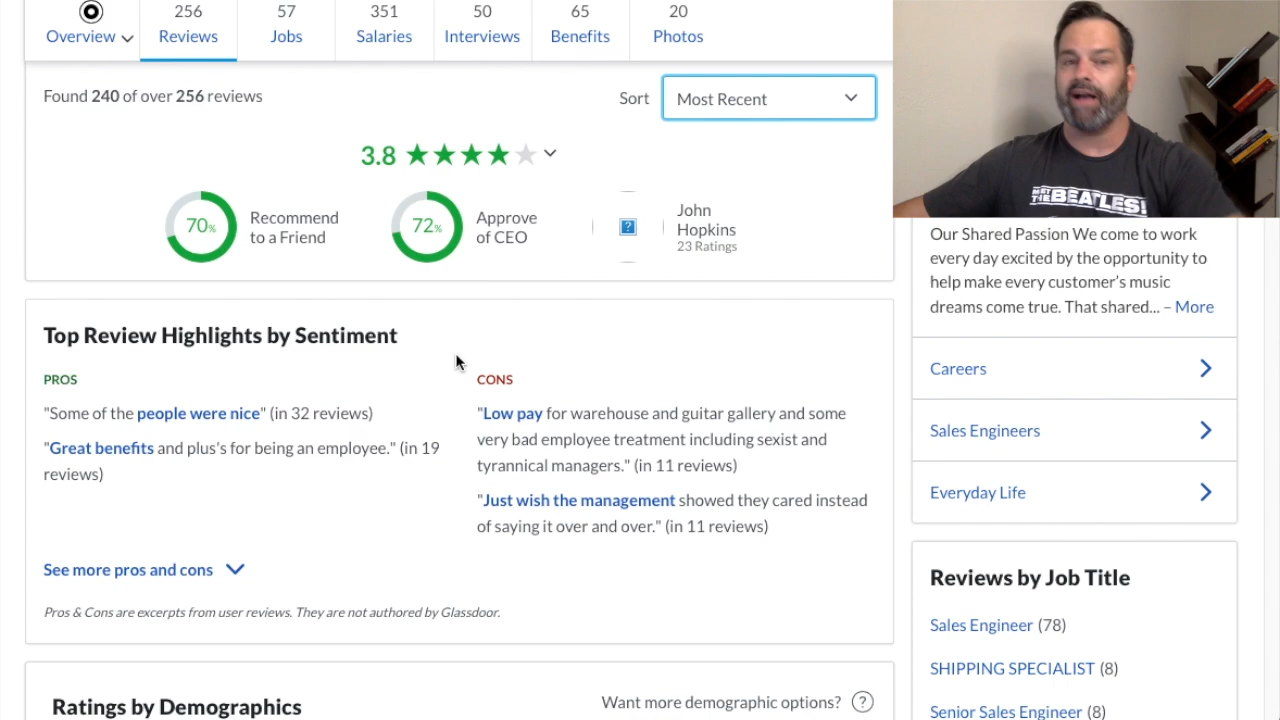 256
57
351
50
65
20
Overview
Reviews
Jobs
Salaries
Interviews
Benefits
Photos
Found 240 of over 256 reviews
Sort
Most Recent
3.8
70%
Recommend
to a Friend
72%
Approve
of CEO
?
John
Hopkins
23 Ratings
MEET
THE BEATLES!
Top Review Highlights by Sentiment
PROS
"Some of the people were nice" (in 32 reviews)
"Great benefits and plus's for being an employee." (in 19
reviews)
CONS
"Low pay for warehouse and guitar gallery and some
very bad employee treatment including sexist and
tyrannical managers." (in 11 reviews)
"Just wish the management showed they cared instead
of saying it over and over." (in 11 reviews)
See more pros and cons
Pros & Cons are excerpts from user reviews. They are not authored by Glassdoor.
Ratings by Demographics
Want more demographic options?
?
Our Shared Passion We come to work
every day excited by the opportunity to
help make every customer's music
dreams come true. That shared... – More
Careers
Sales Engineers
Everyday Life
Reviews by Job Title
Sales Engineer (78)
SHIPPING SPECIALIST (8)
Senior Sales Engineer (8)